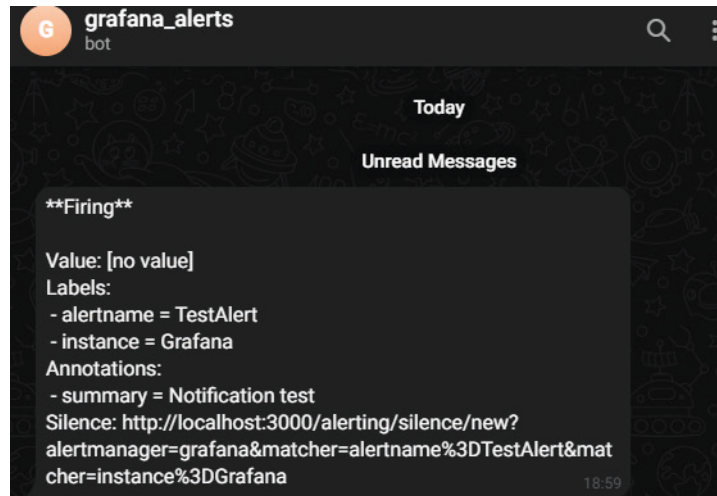 G
grafana_alerts
bot
Today
Unread Messages
**Firing**
Value: [no value]
Labels:
- alertname = TestAlert
- instance = Grafana
Annotations:
- summary = Notification test
Silence: http://localhost:3000/alerting/silence/new?
alertmanager=grafana&matcher=alertname%3DTestAlert&mat
cher=instance%3DGrafana
18:59